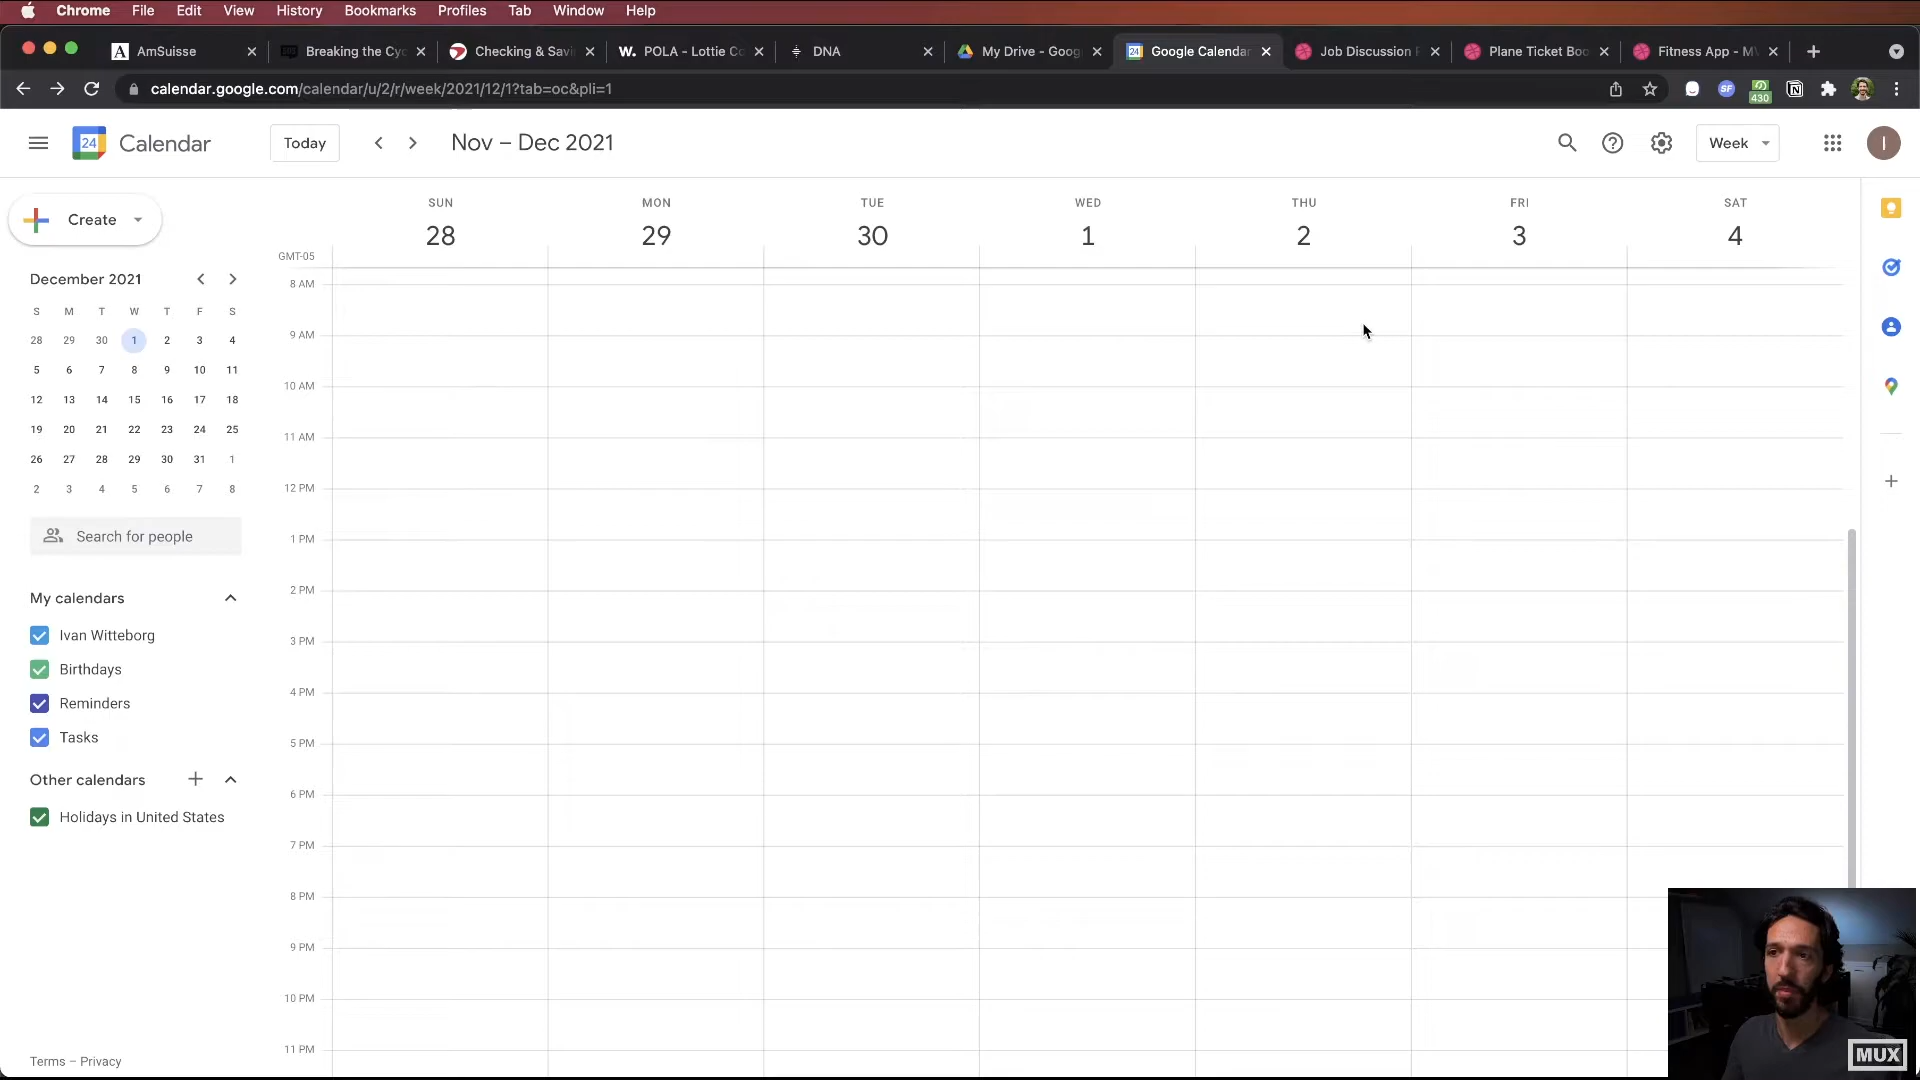 Chrome File Edit View History Bookmarks Profiles Tab Window Help
A AmSuisse Breaking the Cyc Checking & Savi W. POLA - Lottie Co DNA My Drive - Goog 24 Google Calendar Job Discussion Plane Ticket Boo Fitness App - M
calendar.google.com/calendar/u/2/r/week/2021/12/1?tab=oc&pli=1
SF 430 N
24 Calendar Today Nov – Dec 2021 Week I
Create
SUN MON TUE WED THU FRI SAT
28 29 30 1 2 3 4
GMT-05
December 2021
S M T W T F S
28 29 30 1 2 3 4
5 6 7 8 9 10 11
12 13 14 15 16 17 18
19 20 21 22 23 24 25
26 27 28 29 30 31 1
2 3 4 5 6 7 8
Search for people
My calendars
Ivan Witteborg
Birthdays
Reminders
Tasks
Other calendars
Holidays in United States
Terms – Privacy
8 AM
9 AM
10 AM
11 AM
12 PM
1 PM
2 PM
3 PM
4 PM
5 PM
6 PM
7 PM
8 PM
9 PM
10 PM
11 PM
MUX